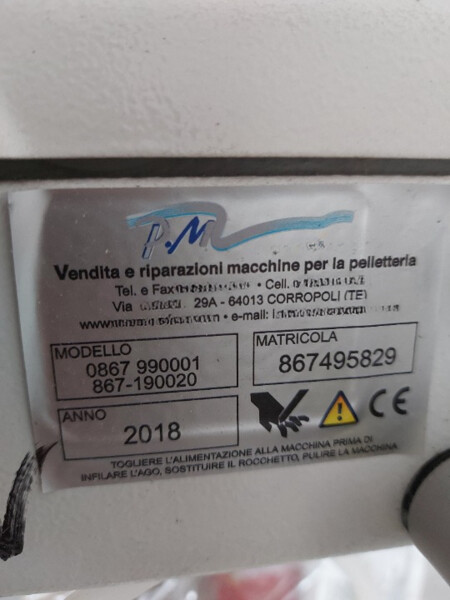 P.M
Vendita e riparazioni macchine per la pelletteria
Tel. e Fax • Cell.
Via 29A - 64013 CORROPOLI (TE)
• e-mail:
MODELLO
0867 990001
867-190020
MATRICOLA
867495829
ANNO
2018
CE
TOGLIERE L'ALIMENTAZIONE ALLA MACCHINA PRIMA DI
INFILARE L'AGO, SOSTITUIRE IL ROCCHETTO, PULIRE LA MACCHINA